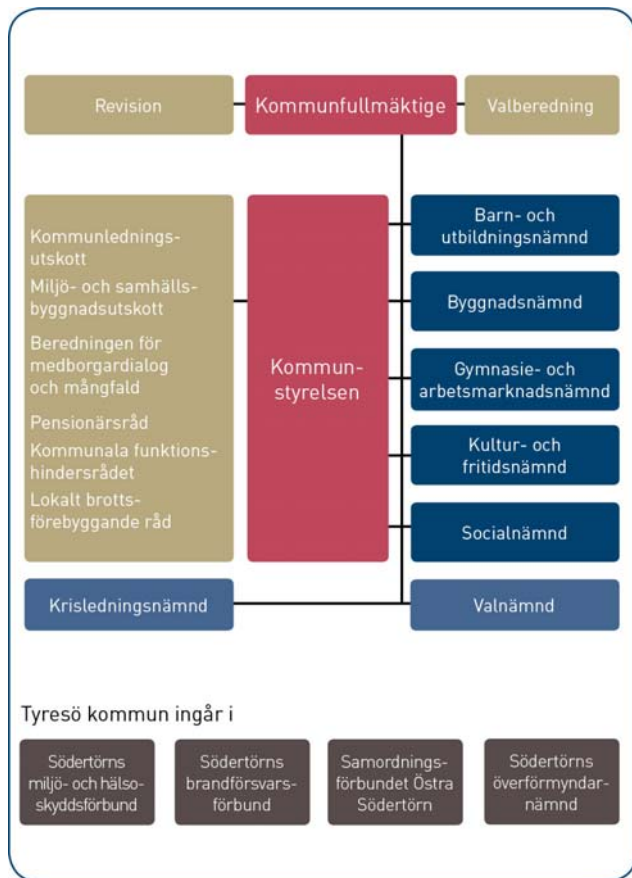 Revision
Kommunfullmäktige
Valberedning
Kommunlednings-
utskott
Miljö- och samhälls-
byggnadsutskott
Beredningen för
medborgardialog
och mångfald
Pensionärsråd
Kommunala funktions-
hindersrådet
Lokalt brotts-
förebyggande råd
Kommun-
styrelsen
Barn- och
utbildningsnämnd
Byggnadsnämnd
Gymnasie- och
arbetsmarknadsnämnd
Kultur- och
fritidsnämnd
Socialnämnd
Krisledningsnämnd
Valnämnd
Tyresö kommun ingår i
Södertörns
miljö- och hälso-
skyddsförbund
Södertörns
brandförsvars-
förbund
Samordnings-
förbundet Östra
Södertörn
Södertörns
överförmyndar-
nämnd